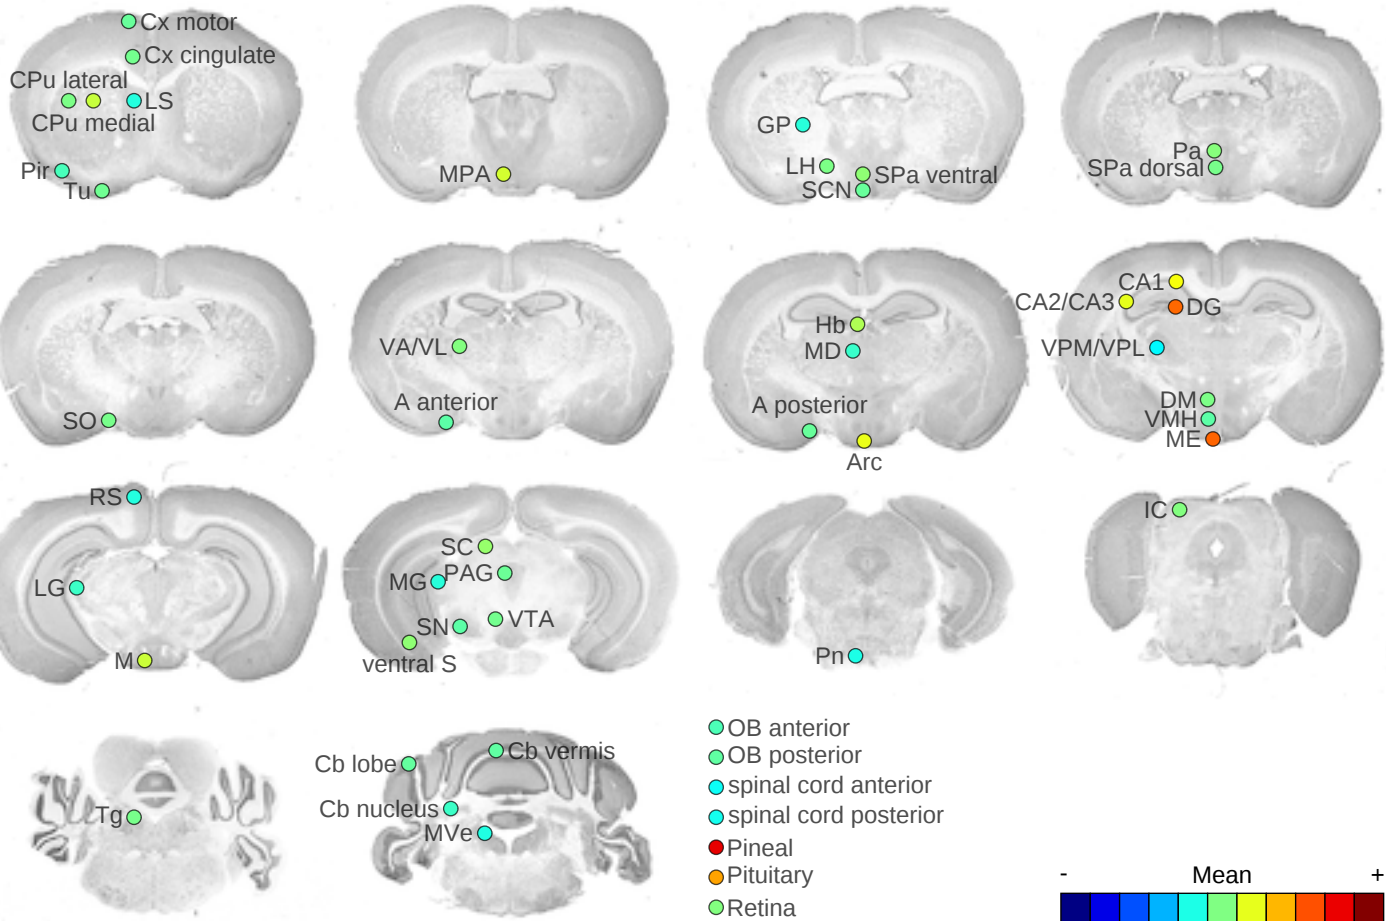 Cx motor
Cx cingulate
CPu lateral
LS
CPu medial
Pir
Tu
MPA
GP
LH
SPa ventral
SCN
Pa
SPa dorsal
SO
VA/VL
A anterior
Hb
MD
A posterior
Arc
CA1
CA2/CA3
DG
VPM/VPL
DM
VMH
ME
RS
LG
M
SC
MG
PAG
SN
VTA
ventral S
Pn
IC
Tg
Cb lobe
Cb vermis
Cb nucleus
MVe
OB anterior
OB posterior
spinal cord anterior
spinal cord posterior
Pineal
Pituitary
Retina
- Mean +